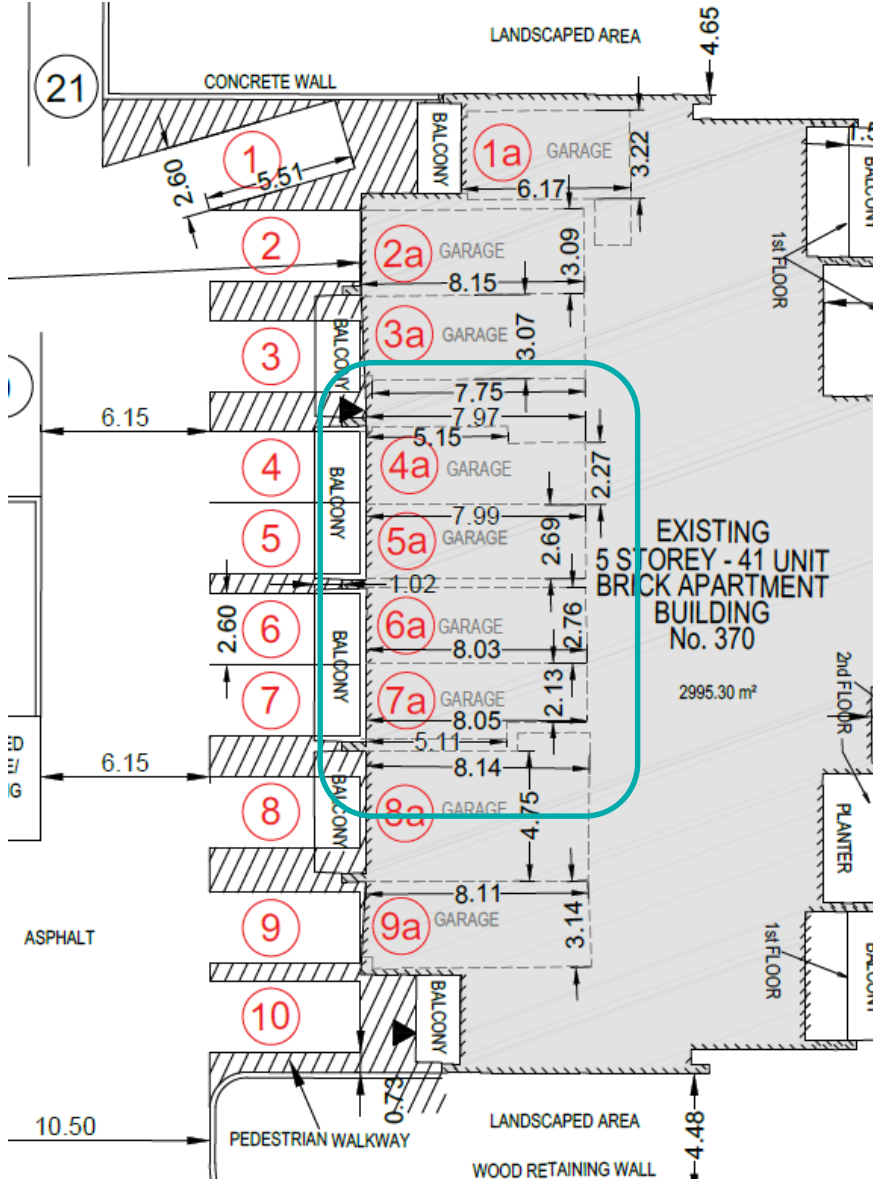 LANDSCAPED AREA
4.65
21
CONCRETE WALL
BALCONY
1
2.60
5.51
1a
GARAGE
3.22
6.17
BALCONY
2
2a
GARAGE
3.09
8.15
1st FLOOR
3
BALCONY
3a
GARAGE
3.07
7.75
7.97
6.15
5.15
4
BALCONY
4a
GARAGE
2.27
5
7.99
5a
GARAGE
2.69
EXISTING
5 STOREY - 41 UNIT
BRICK APARTMENT
BUILDING
No. 370
2995.30 m²
1.02
2.60
6
BALCONY
6a
GARAGE
2.76
8.03
7
7a
GARAGE
2.13
8.05
5.11
2nd FLOOR
6.15
8.14
8
BALCONY
8a
GARAGE
4.75
PLANTER
8.11
9
9a
GARAGE
3.14
ASPHALT
1st FLOOR
BALCONY
10
BALCONY
0.73
10.50
PEDESTRIAN WALKWAY
LANDSCAPED AREA
4.48
WOOD RETAINING WALL